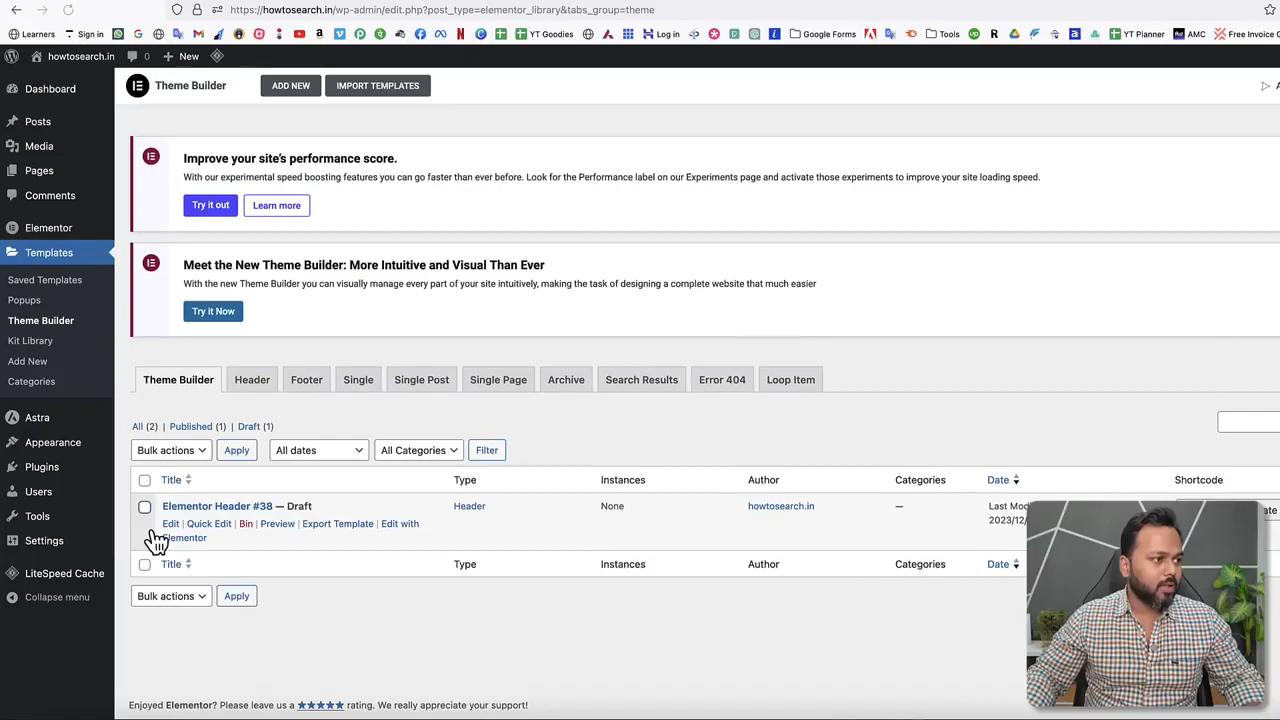 https://howtosearch.in/wp-admin/edit.php?post_type=elementor_library&tabs_group=theme
Learners Sign in YT Goodies Log in Google Forms Tools YT Planner AMC Free Invoice G
howtosearch.in 0 New
Dashboard
Posts
Media
Pages
Comments
Elementor
Templates
Saved Templates
Popups
Theme Builder
Kit Library
Add New
Categories
Astra
Appearance
Plugins
Users
Tools
Settings
LiteSpeed Cache
Collapse menu
Theme Builder ADD NEW IMPORT TEMPLATES
Improve your site's performance score.
With our experimental speed boosting features you can go faster than ever before. Look for the Performance label on our Experiments page and activate those experiments to improve your site loading speed.
Try it out Learn more
Meet the New Theme Builder: More Intuitive and Visual Than Ever
With the new Theme Builder you can visually manage every part of your site intuitively, making the task of designing a complete website that much easier
Try it Now
Theme Builder Header Footer Single Single Post Single Page Archive Search Results Error 404 Loop Item
All (2) | Published (1) | Draft (1)
Bulk actions Apply All dates All Categories Filter
Title Type Instances Author Categories Date Shortcode
Elementor Header #38 — Draft Header None howtosearch.in — Last Mod
Edit | Quick Edit | Bin | Preview | Export Template | Edit with 2023/12/
Elementor
Title Type Instances Author Categories Date
Bulk actions Apply
Enjoyed Elementor? Please leave us a ★★★★★ rating. We really appreciate your support!